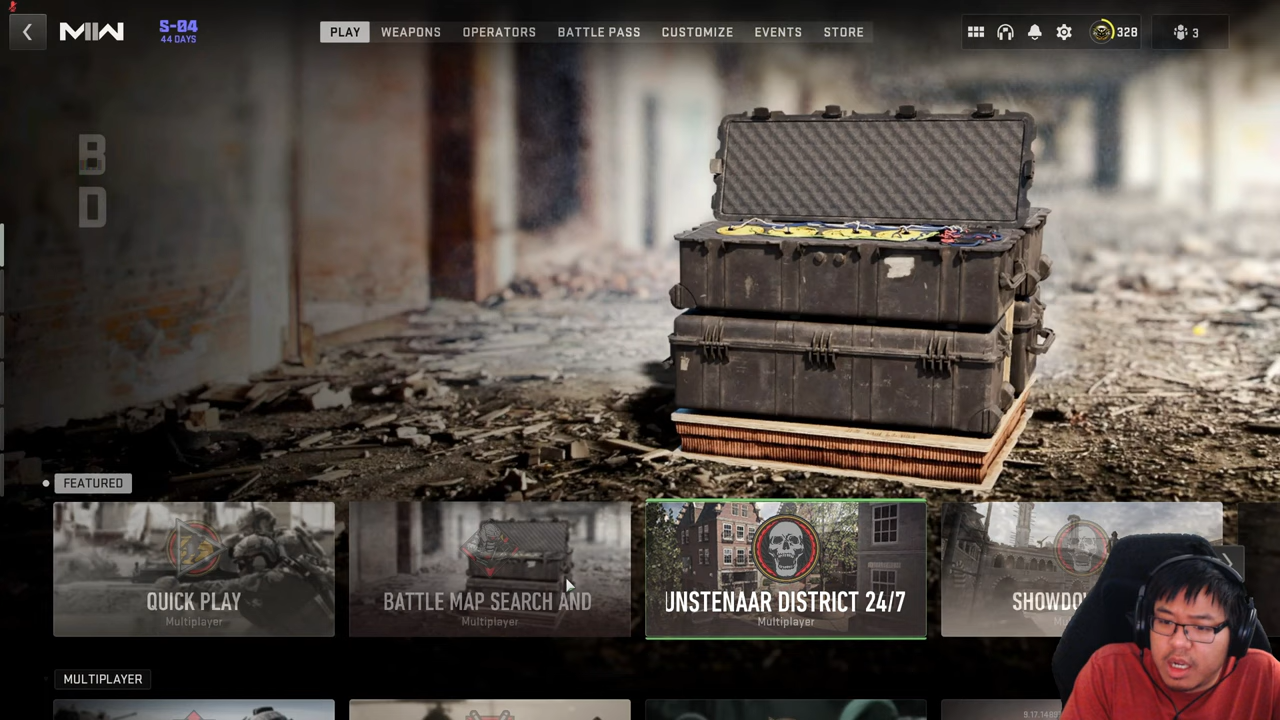 MW
S-04
44 DAYS
PLAY
WEAPONS
OPERATORS
BATTLE PASS
CUSTOMIZE
EVENTS
STORE
328
3
B
D
FEATURED
QUICK PLAY
Multiplayer
BATTLE MAP SEARCH AND
Multiplayer
UNSTENAAR DISTRICT 24/7
Multiplayer
SHOWDO
MULTIPLAYER